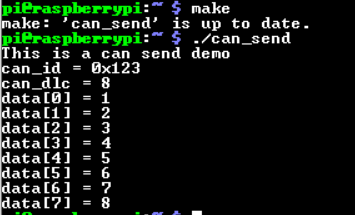 pi@raspberrypi:~ $ make
make: 'can_send' is up to date.
pi@raspberrypi:~ $ ./can_send
This is a can send demo
can_id = 0x123
can_dlc = 8
data[0] = 1
data[1] = 2
data[2] = 3
data[3] = 4
data[4] = 5
data[5] = 6
data[6] = 7
data[7] = 8
pi@raspberrypi:~ $